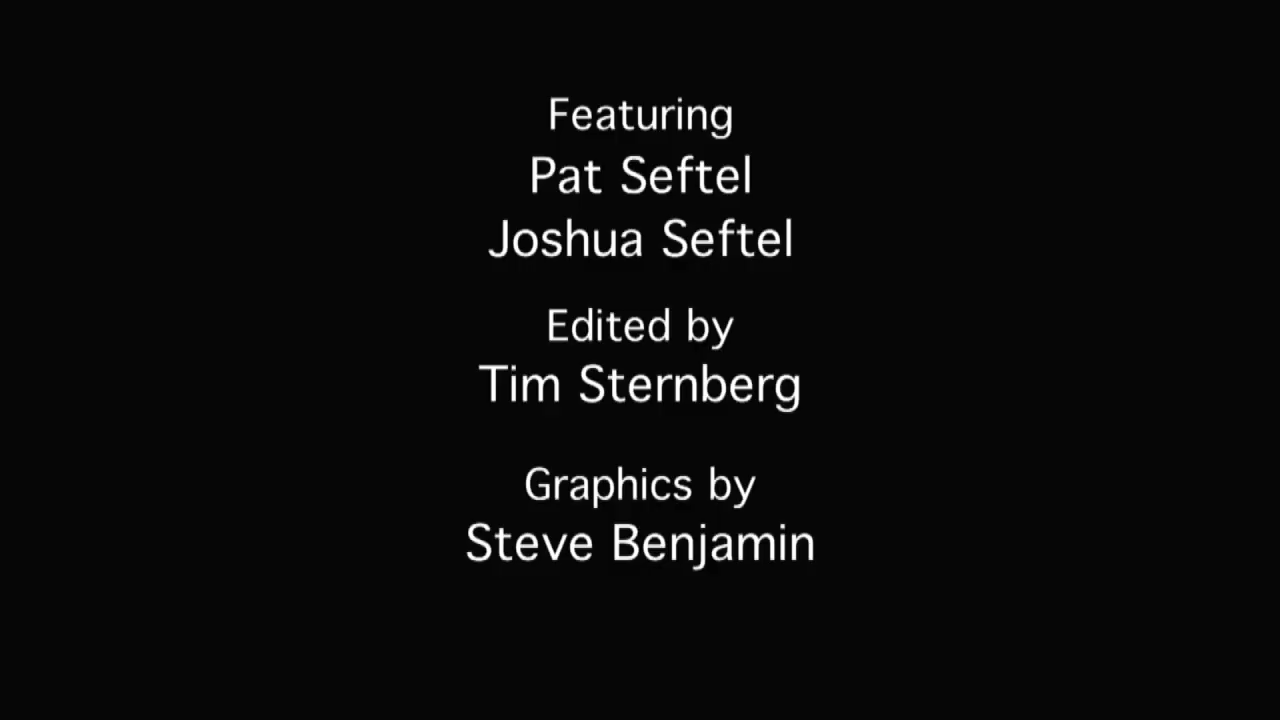 Featuring
Pat Seftel
Joshua Seftel
Edited by
Tim Sternberg
Graphics by
Steve Benjamin